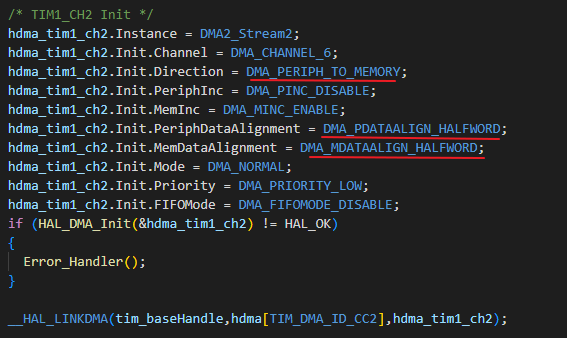 /* TIM1_CH2 Init */
hdma_tim1_ch2.Instance = DMA2_Stream2;
hdma_tim1_ch2.Init.Channel = DMA_CHANNEL_6;
hdma_tim1_ch2.Init.Direction = DMA_PERIPH_TO_MEMORY;
hdma_tim1_ch2.Init.PeriphInc = DMA_PINC_DISABLE;
hdma_tim1_ch2.Init.MemInc = DMA_MINC_ENABLE;
hdma_tim1_ch2.Init.PeriphDataAlignment = DMA_PDATAALIGN_HALFWORD;
hdma_tim1_ch2.Init.MemDataAlignment = DMA_MDATAALIGN_HALFWORD;
hdma_tim1_ch2.Init.Mode = DMA_NORMAL;
hdma_tim1_ch2.Init.Priority = DMA_PRIORITY_LOW;
hdma_tim1_ch2.Init.FIFOMode = DMA_FIFOMODE_DISABLE;
if (HAL_DMA_Init(&hdma_tim1_ch2) != HAL_OK)
{
  Error_Handler();
}
__HAL_LINKDMA(tim_baseHandle,hdma[TIM_DMA_ID_CC2],hdma_tim1_ch2);